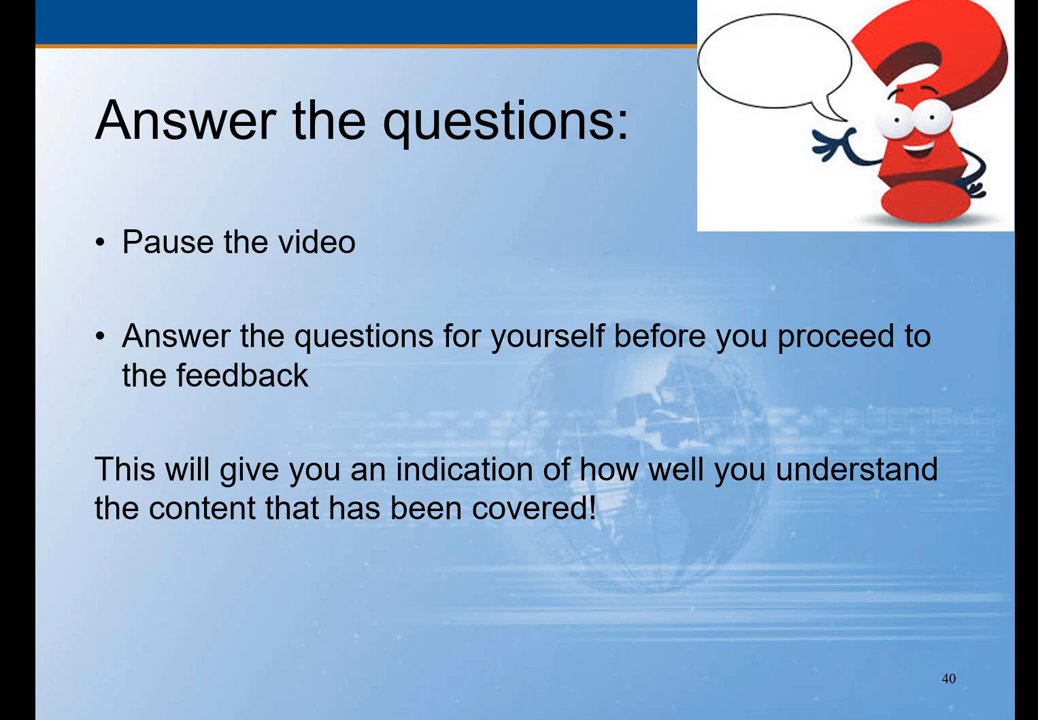 Answer the questions:
• Pause the video
• Answer the questions for yourself before you proceed to
the feedback
This will give you an indication of how well you understand
the content that has been covered!
40